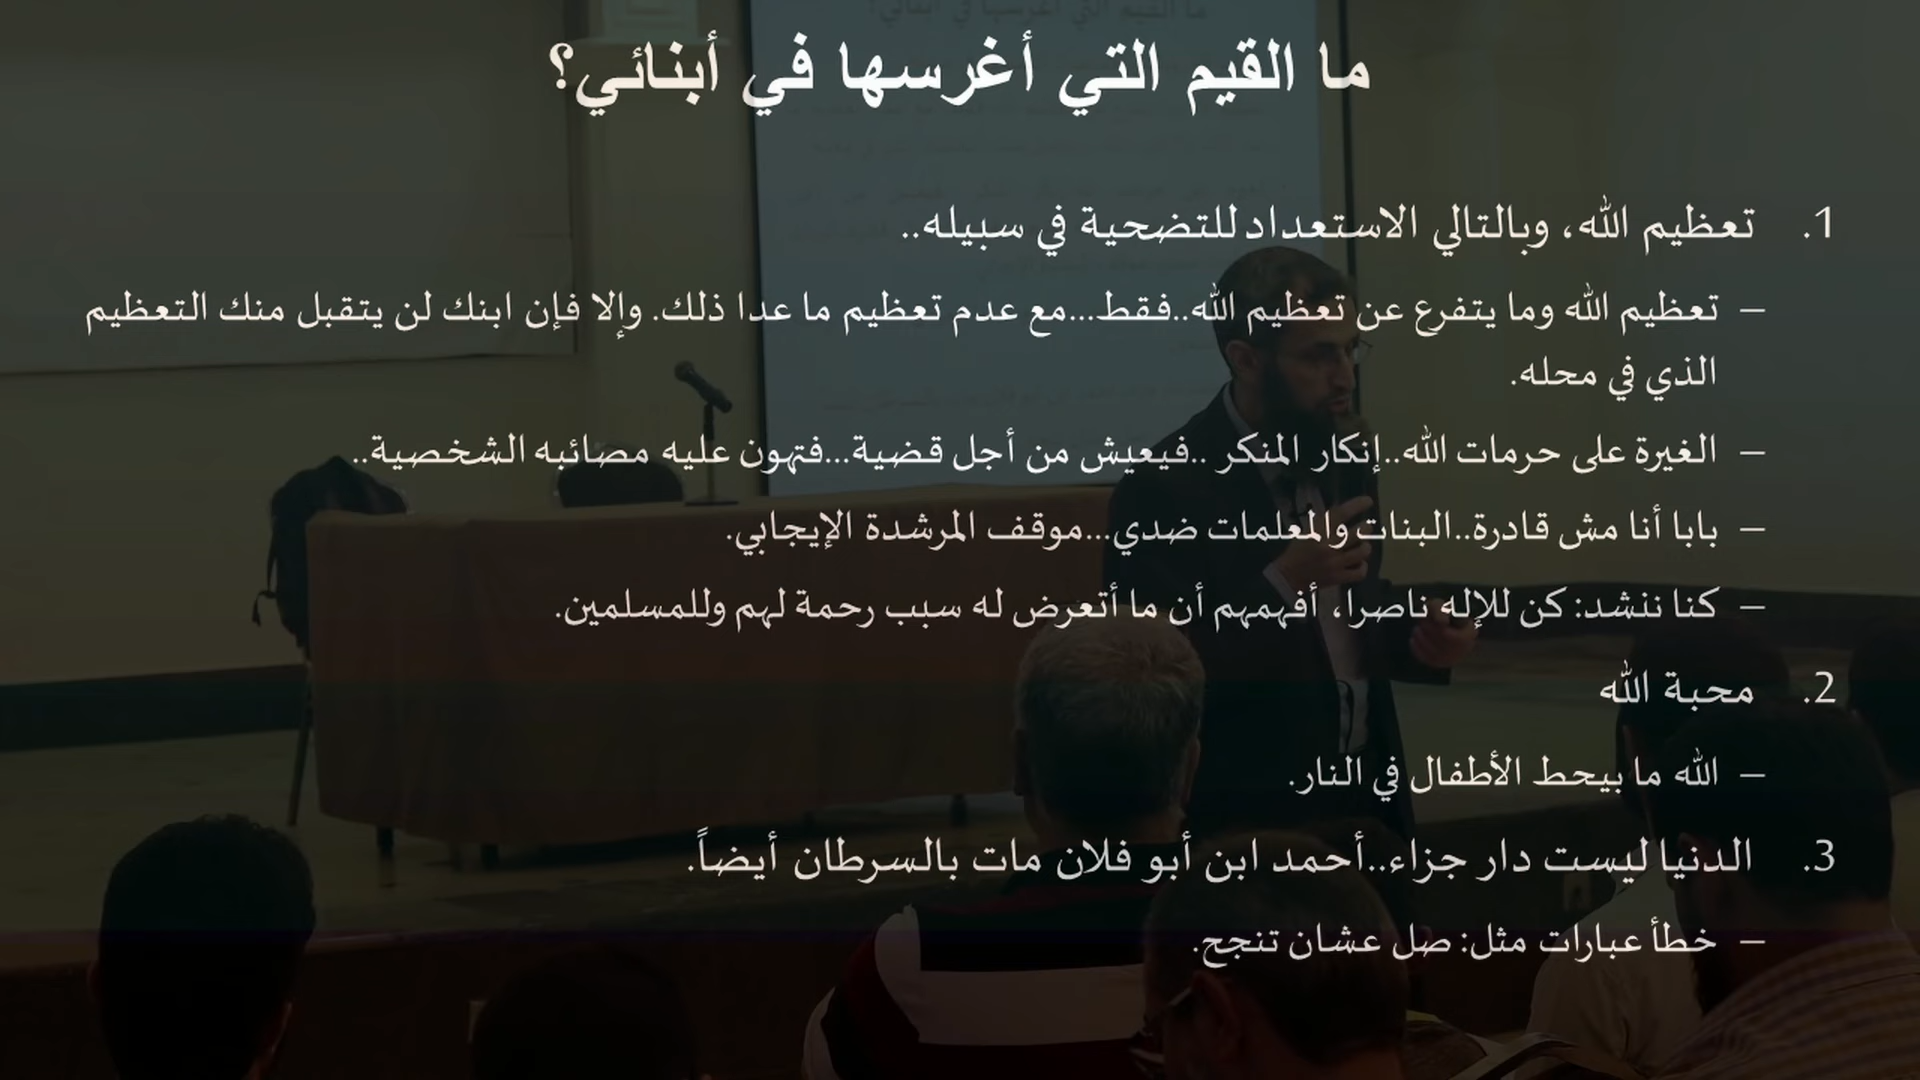 ما القيم التي أغرسها في أبنائي؟
1. تعظيم الله، وبالتالي الاستعداد للتضحية في سبيله..
– تعظيم الله وما يتفرع عن تعظيم الله..فقط...مع عدم تعظيم ما عدا ذلك. وإلا فإن ابنك لن يتقبل منك التعظيم
الذي في محله.
– الغيرة على حرمات الله..إنكار المنكر ..فيعيش من أجل قضية...فتهون عليه مصائبه الشخصية..
– بابا أنا مش قادرة..البنات والمعلمات ضدي...موقف المرشدة الإيجابي.
– كنا ننشد: كن للإله ناصرا، أفهمهم أن ما أتعرض له سبب رحمة لهم وللمسلمين.
2. محبة الله
– الله ما بيحط الأطفال في النار.
3. الدنيا ليست دار جزاء..أحمد ابن أبو فلان مات بالسرطان أيضاً.
– خطأ عبارات مثل: صل عشان تنجح.